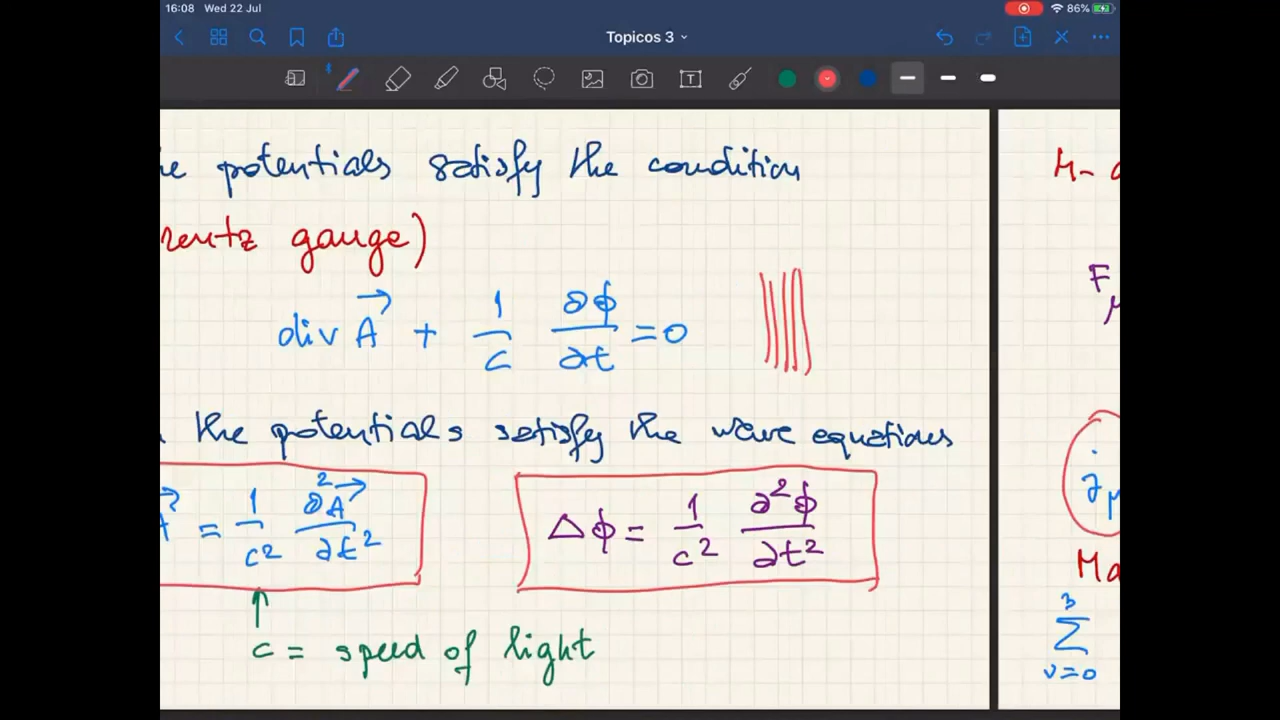 16:08 Wed 22 Jul
86%
Topicos 3
he potentials satisfy the condition
rentz gauge)
div A⃗ + 1/c ∂ϕ/∂t = 0
the potentials satisfy the wave equations
A⃗ = 1/c² ∂²A⃗/∂t²
Δϕ = 1/c² ∂²ϕ/∂t²
↑
c = speed of light
F μ
j μ
Ma
3
∑
ν=0